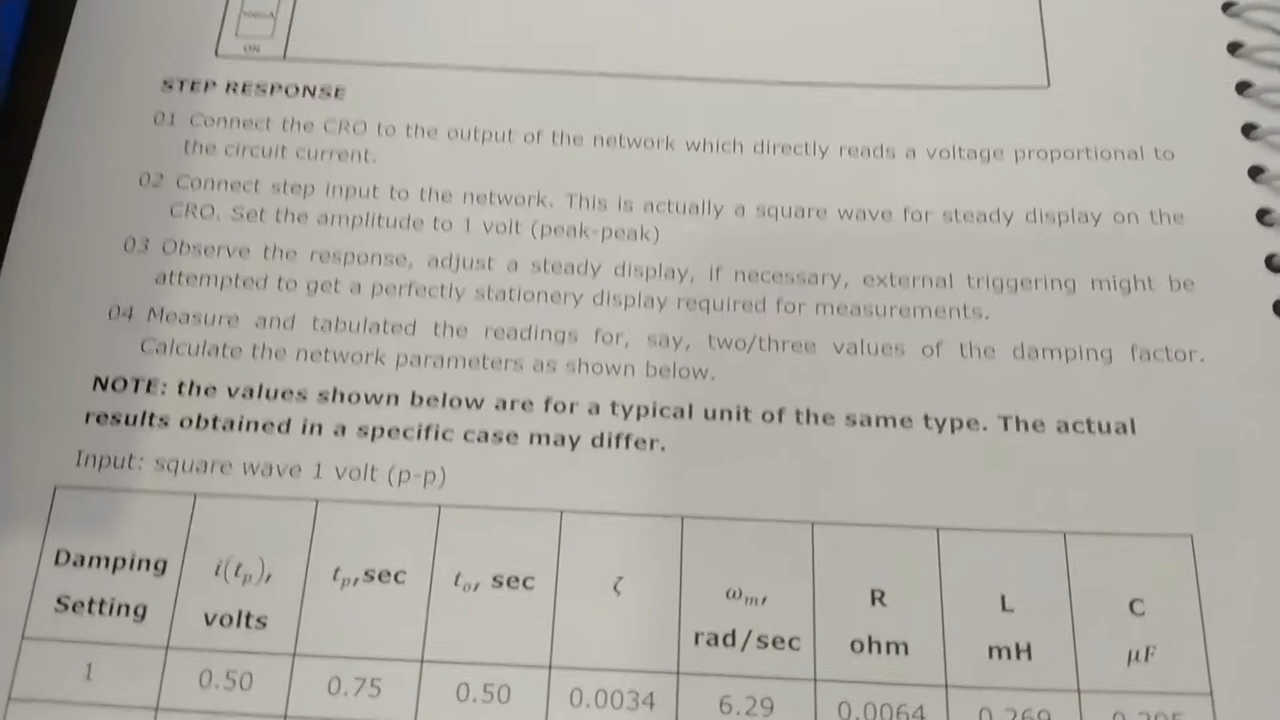 ON
STEP RESPONSE
01 Connect the CRO to the output of the network which directly reads a voltage proportional to
the circuit current.
02 Connect step input to the network. This is actually a square wave for steady display on the
CRO. Set the amplitude to 1 volt (peak-peak)
03 Observe the response, adjust a steady display, if necessary, external triggering might be
attempted to get a perfectly stationery display required for measurements.
04 Measure and tabulated the readings for, say, two/three values of the damping factor.
Calculate the network parameters as shown below.
NOTE: the values shown below are for a typical unit of the same type. The actual
results obtained in a specific case may differ.
Input: square wave 1 volt (p-p)
Damping Setting
i(tp), volts
tp, sec
to, sec
ζ
ωm, rad/sec
R ohm
L mH
C μF
1 0.50 0.75 0.50 0.0034 6.29 0.0064 0.269